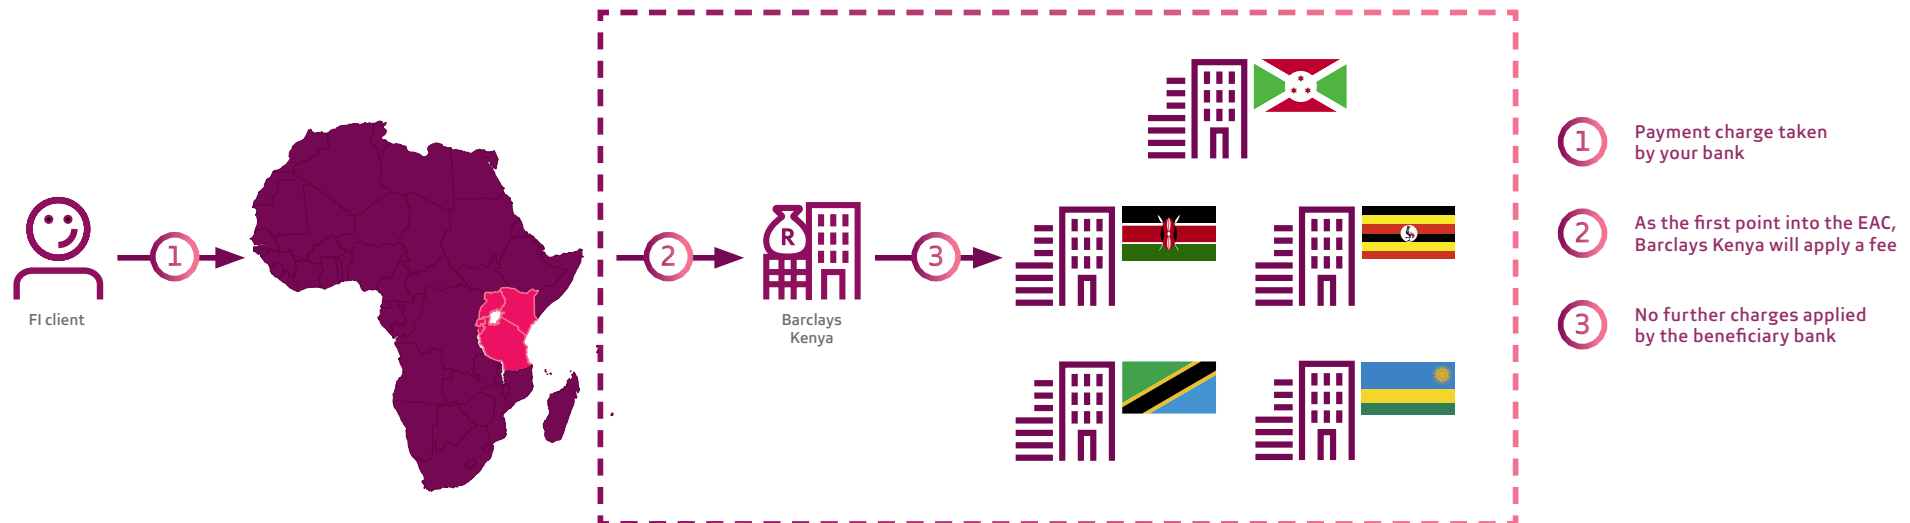 1
FI client
2
R
Barclays
Kenya
3
1
Payment charge taken
by your bank
2
As the first point into the EAC,
Barclays Kenya will apply a fee
3
No further charges applied
by the beneficiary bank